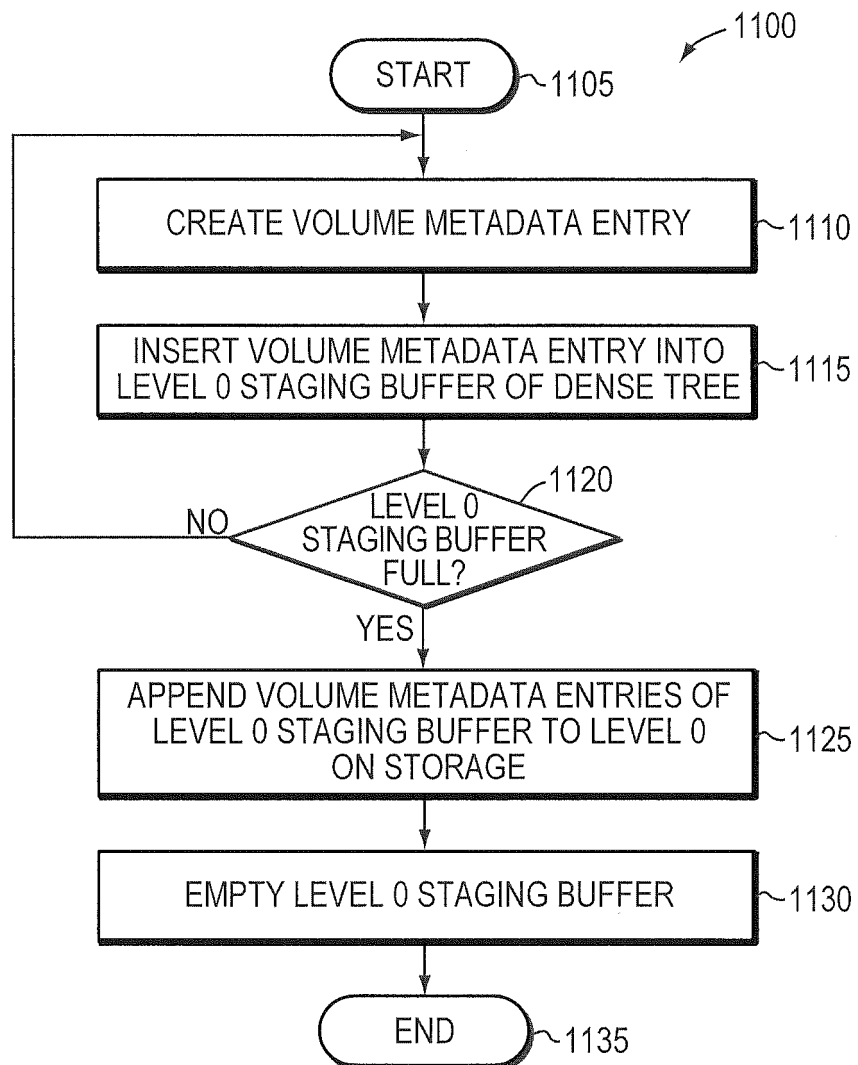 1100
START
1105
CREATE VOLUME METADATA ENTRY
1110
INSERT VOLUME METADATA ENTRY INTO
LEVEL 0 STAGING BUFFER OF DENSE TREE
1115
1120
LEVEL 0
STAGING BUFFER
FULL?
NO
YES
APPEND VOLUME METADATA ENTRIES OF
LEVEL 0 STAGING BUFFER TO LEVEL 0
ON STORAGE
1125
EMPTY LEVEL 0 STAGING BUFFER
1130
END
1135